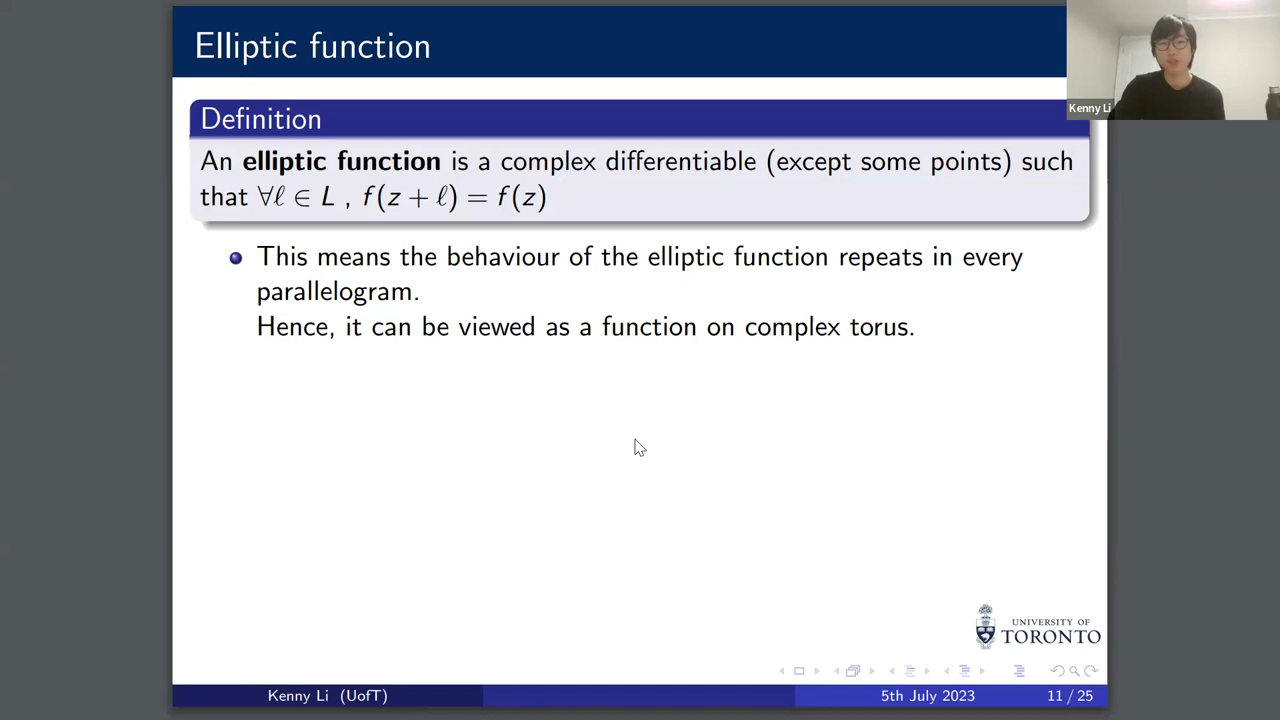 Elliptic function
Kenny Li
Definition
An elliptic function is a complex differentiable (except some points) such
that ∀ℓ ∈ L , f(z + ℓ) = f(z)
This means the behaviour of the elliptic function repeats in every
parallelogram.
Hence, it can be viewed as a function on complex torus.
UNIVERSITY OF
TORONTO
Kenny Li (UofT)
5th July 2023
11 / 25